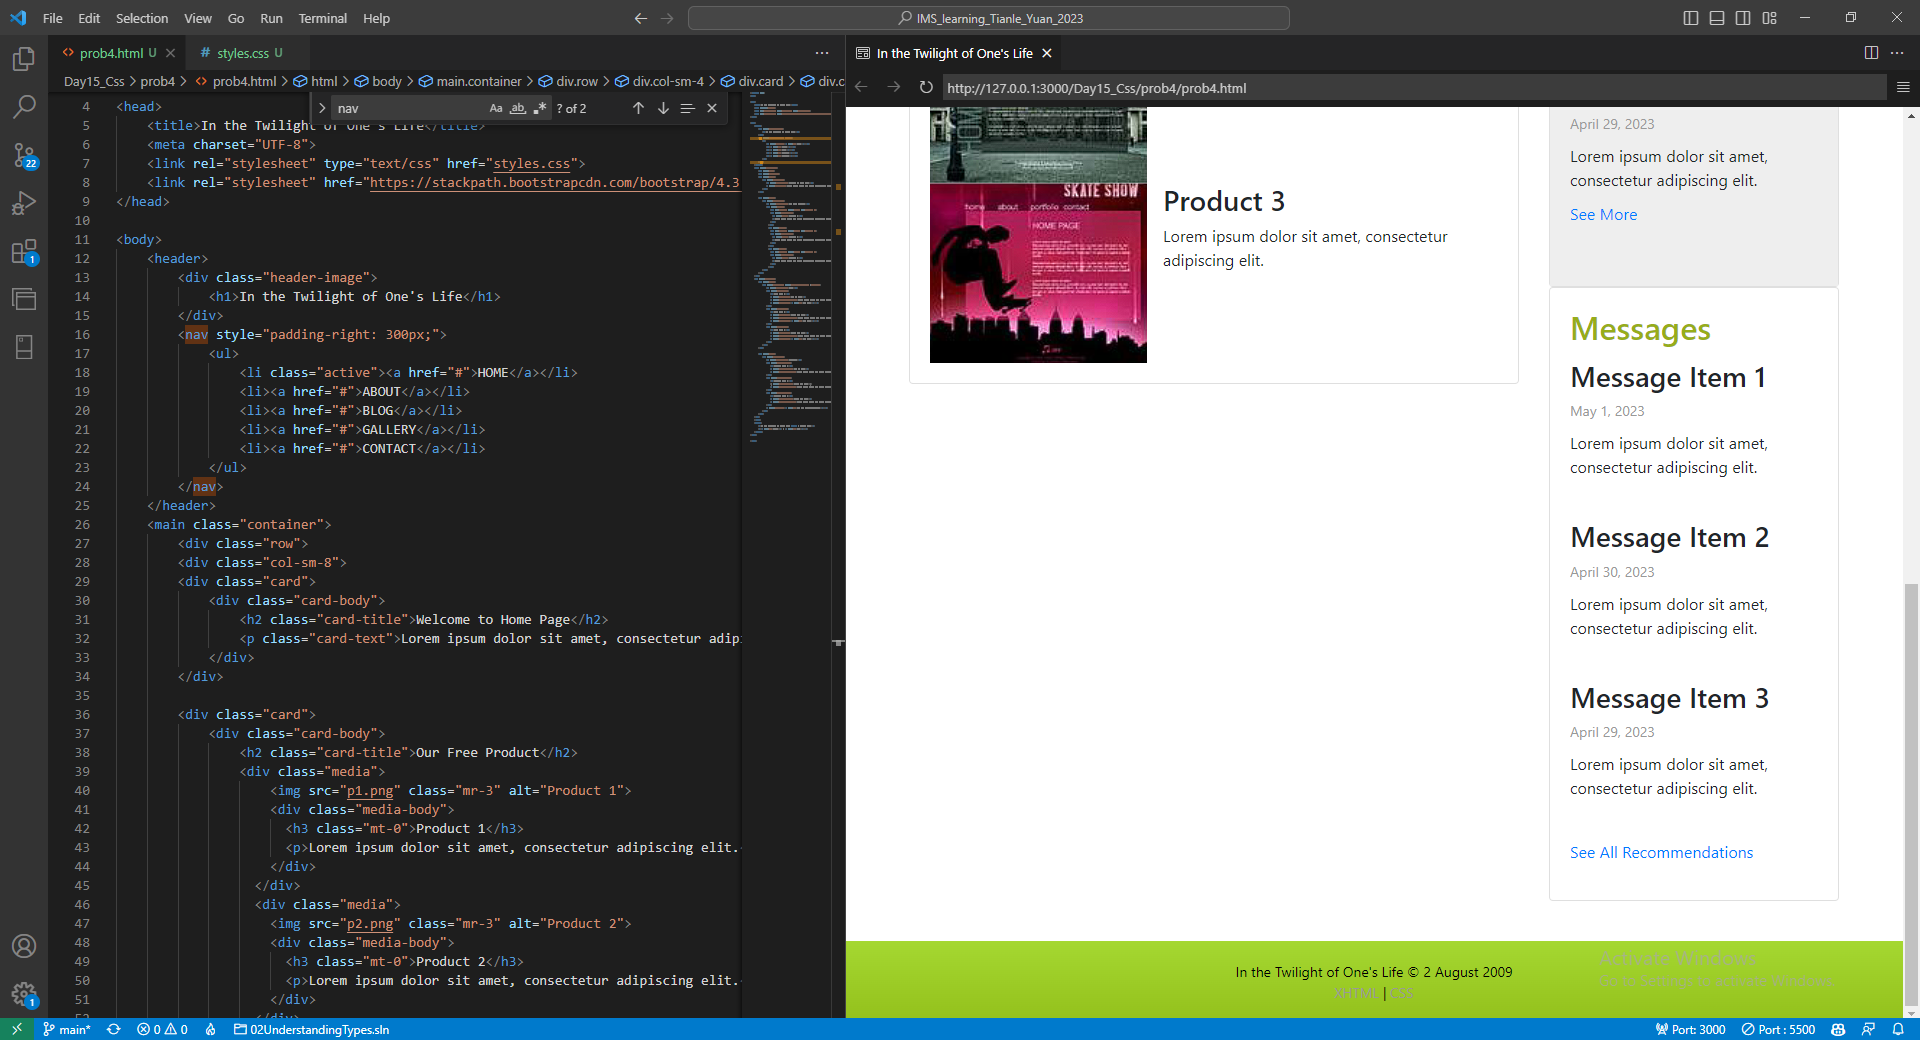 File Edit Selection View Go Run Terminal Help
IMS_learning_Tianle_Yuan_2023
prob4.html U
# styles.css U
In the Twilight of One's Life
Day15_Css > prob4 > prob4.html > html > body > main.container > div.row > div.col-sm-4 > div.card > div.c
http://127.0.0.1:3000/Day15_Css/prob4/prob4.html
nav
Aa ab .* ? of 2
4 <head>
5 <title>In the Twilight of One's Life</title>
6 <meta charset="UTF-8">
7 <link rel="stylesheet" type="text/css" href="styles.css">
8 <link rel="stylesheet" href="https://stackpath.bootstrapcdn.com/bootstrap/4.3
9 </head>
10
11 <body>
12 <header>
13 <div class="header-image">
14 <h1>In the Twilight of One's Life</h1>
15 </div>
16 <nav style="padding-right: 300px;">
17 <ul>
18 <li class="active"><a href="#">HOME</a></li>
19 <li><a href="#">ABOUT</a></li>
20 <li><a href="#">BLOG</a></li>
21 <li><a href="#">GALLERY</a></li>
22 <li><a href="#">CONTACT</a></li>
23 </ul>
24 </nav>
25 </header>
26 <main class="container">
27 <div class="row">
28 <div class="col-sm-8">
29 <div class="card">
30 <div class="card-body">
31 <h2 class="card-title">Welcome to Home Page</h2>
32 <p class="card-text">Lorem ipsum dolor sit amet, consectetur adip
33 </div>
34 </div>
35
36 <div class="card">
37 <div class="card-body">
38 <h2 class="card-title">Our Free Product</h2>
39 <div class="media">
40 <img src="p1.png" class="mr-3" alt="Product 1">
41 <div class="media-body">
42 <h3 class="mt-0">Product 1</h3>
43 <p>Lorem ipsum dolor sit amet, consectetur adipiscing elit.
44 </div>
45 </div>
46 <div class="media">
47 <img src="p2.png" class="mr-3" alt="Product 2">
48 <div class="media-body">
49 <h3 class="mt-0">Product 2</h3>
50 <p>Lorem ipsum dolor sit amet, consectetur adipiscing elit.
51 </div>
52 </div>
SKATE SHOW
home about portfolio contact
HOME PAGE
Product 3
Lorem ipsum dolor sit amet, consectetur
adipiscing elit.
April 29, 2023
Lorem ipsum dolor sit amet,
consectetur adipiscing elit.
See More
Messages
Message Item 1
May 1, 2023
Lorem ipsum dolor sit amet,
consectetur adipiscing elit.
Message Item 2
April 30, 2023
Lorem ipsum dolor sit amet,
consectetur adipiscing elit.
Message Item 3
April 29, 2023
Lorem ipsum dolor sit amet,
consectetur adipiscing elit.
See All Recommendations
In the Twilight of One's Life © 2 August 2009
XHTML | CSS
Activate Windows
Go to Settings to activate Windows.
22
1
1
main* 0 0 02UnderstandingTypes.sln
Port: 3000 Port : 5500